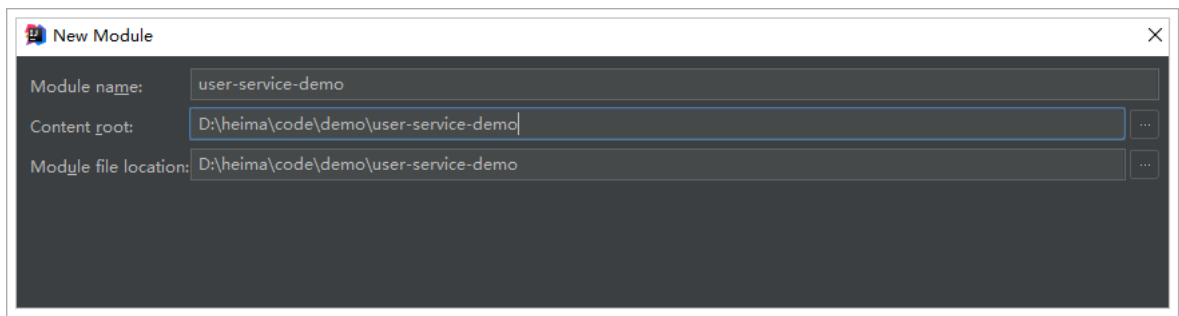 New Module
Module name: user-service-demo
Content root: D:\heima\code\demo\user-service-demo ...
Module file location: D:\heima\code\demo\user-service-demo ...